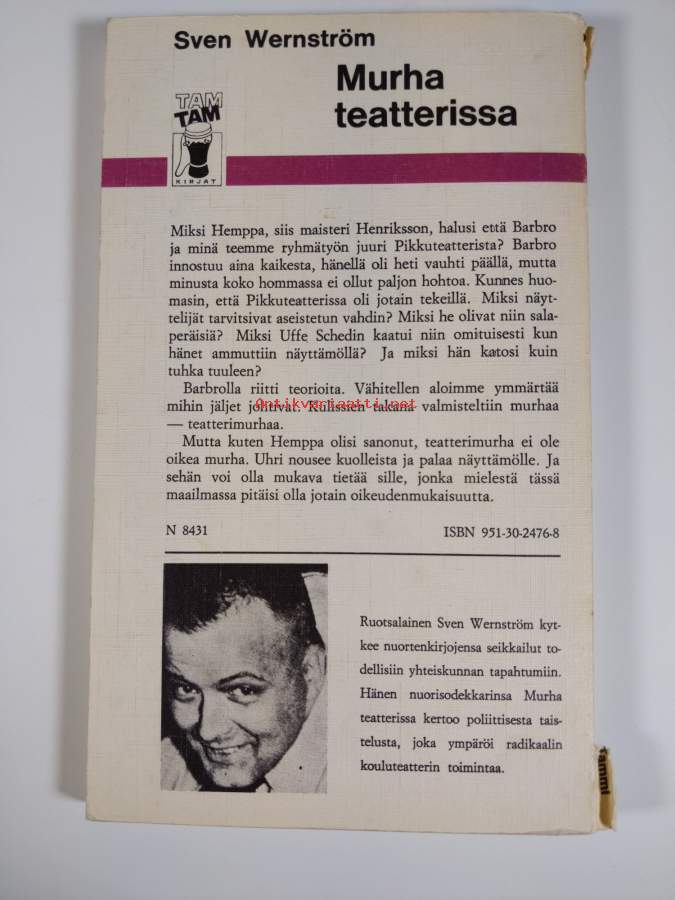 Sven Wernström
Murha
teatterissa
TAM
TAM
KIRJAT
Miksi Hemppa, siis maisteri Henriksson, halusi että Barbro
ja minä teemme ryhmätyön juuri Pikkuteatterista? Barbro
innostuu aina kaikesta, hänellä oli heti vauhti päällä, mutta
minusta koko hommassa ei ollut paljon hohtoa. Kunnes huo-
masin, että Pikkuteatterissa oli jotain tekeillä. Miksi näyt-
telijät tarvitsivat aseistetun vahdin? Miksi he olivat niin sala-
peräisiä? Miksi Uffe Schedin kaatui niin omituisesti kun
hänet ammuttiin näyttämöllä? Ja miksi hän katosi kuin
tuhka tuuleen?
Barbrolla riitti teorioita. Vähitellen aloimme ymmärtää
mihin jäljet johtivat. Kulissien takana valmisteltiin murhaa
— teatterimurhaa.
Antikvariaatti.net
Mutta kuten Hemppa olisi sanonut, teatterimurha ei ole
oikea murha. Uhri nousee kuolleista ja palaa näyttämölle. Ja
sehän voi olla mukava tietää sille, jonka mielestä tässä
maailmassa pitäisi olla jotain oikeudenmukaisuutta.
N 8431
ISBN 951-30-2476-8
Ruotsalainen Sven Wernström kyt-
kee nuortenkirjojensa seikkailut to-
dellisiin yhteiskunnan tapahtumiin.
Hänen nuorisodekkarinsa Murha
teatterissa kertoo poliittisesta tais-
telusta, joka ympäröi radikaalin
kouluteatterin toimintaa.
tammi